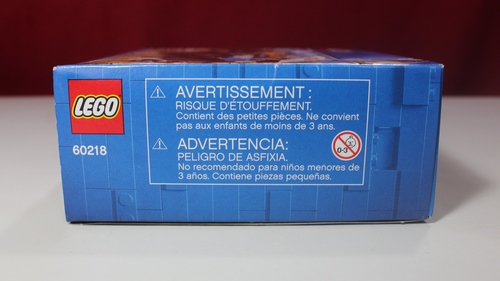 LEGO
60218
AVERTISSEMENT :
RISQUE D'ÉTOUFFEMENT.
Contient des petites pièces. Ne convient
pas aux enfants de moins de 3 ans.
ADVERTENCIA:
PELIGRO DE ASFIXIA.
No recomendado para niños menores de
3 años. Contiene piezas pequeñas.
0-3